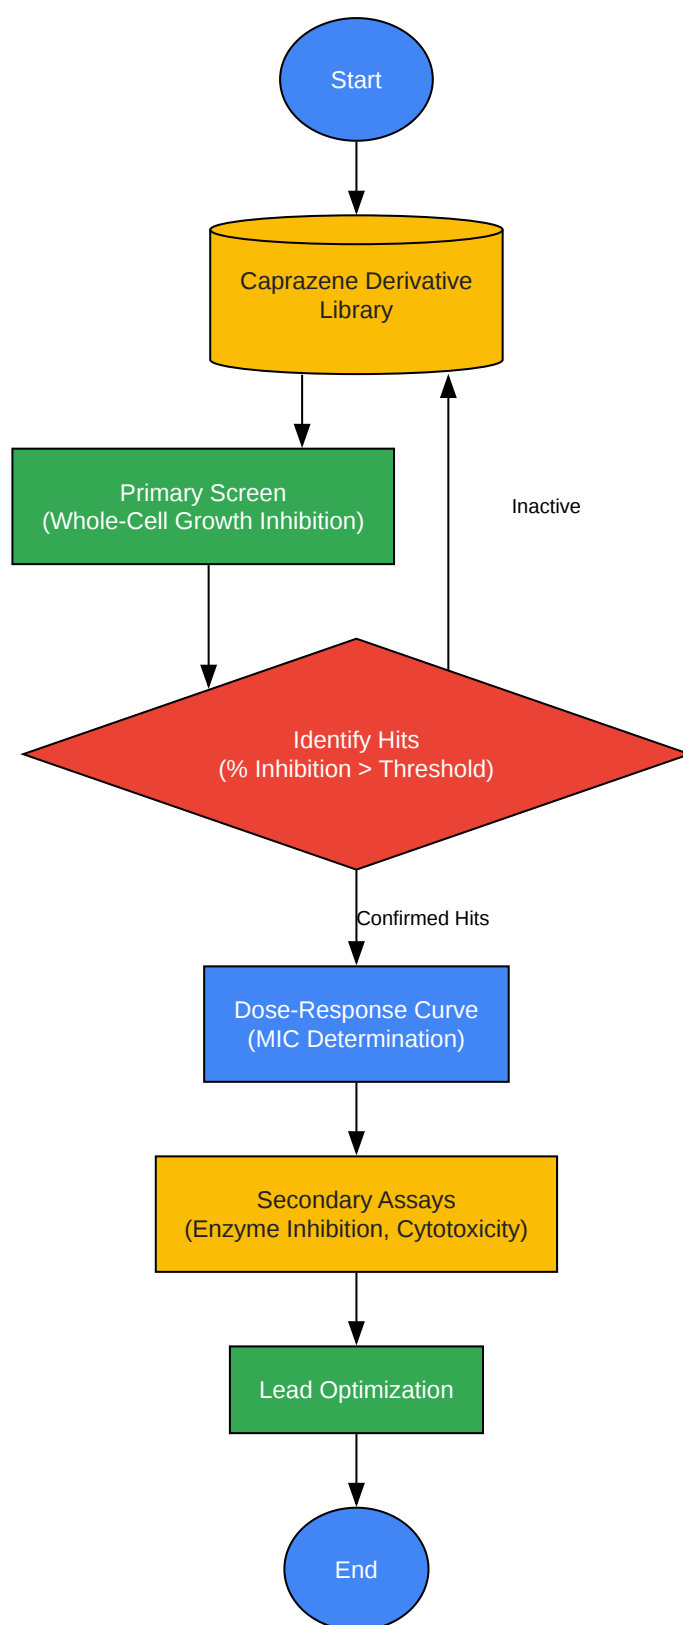 Start
Caprazene Derivative
Library
Primary Screen
(Whole-Cell Growth Inhibition)
Inactive
Identify Hits
(% Inhibition > Threshold)
Confirmed Hits
Dose-Response Curve
(MIC Determination)
Secondary Assays
(Enzyme Inhibition, Cytotoxicity)
Lead Optimization
End